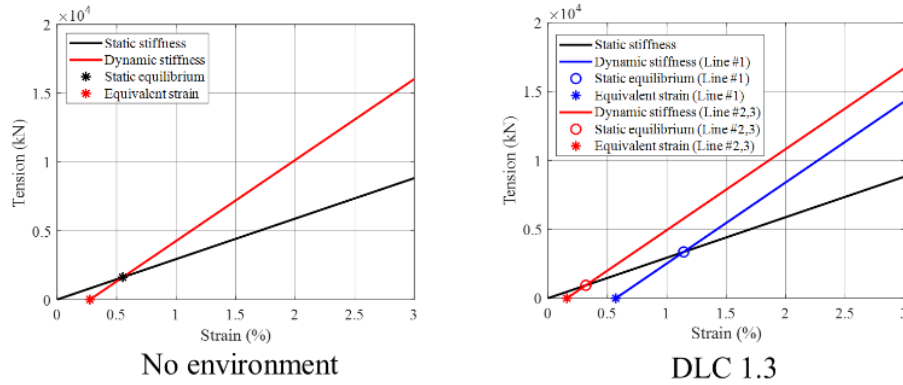 ×10⁴
2
1.5
1
0.5
0
Tension (kN)
Static stiffness
Dynamic stiffness
Static equilibrium
Equivalent strain
0 0.5 1 1.5 2 2.5 3
Strain (%)
No environment
×10⁴
2
1.5
1
0.5
0
Tension (kN)
Static stiffness
Dynamic stiffness (Line #1)
Static equilibrium (Line #1)
Equivalent strain (Line #1)
Dynamic stiffness (Line #2,3)
Static equilibrium (Line #2,3)
Equivalent strain (Line #2,3)
0 0.5 1 1.5 2 2.5 3
Strain (%)
DLC 1.3